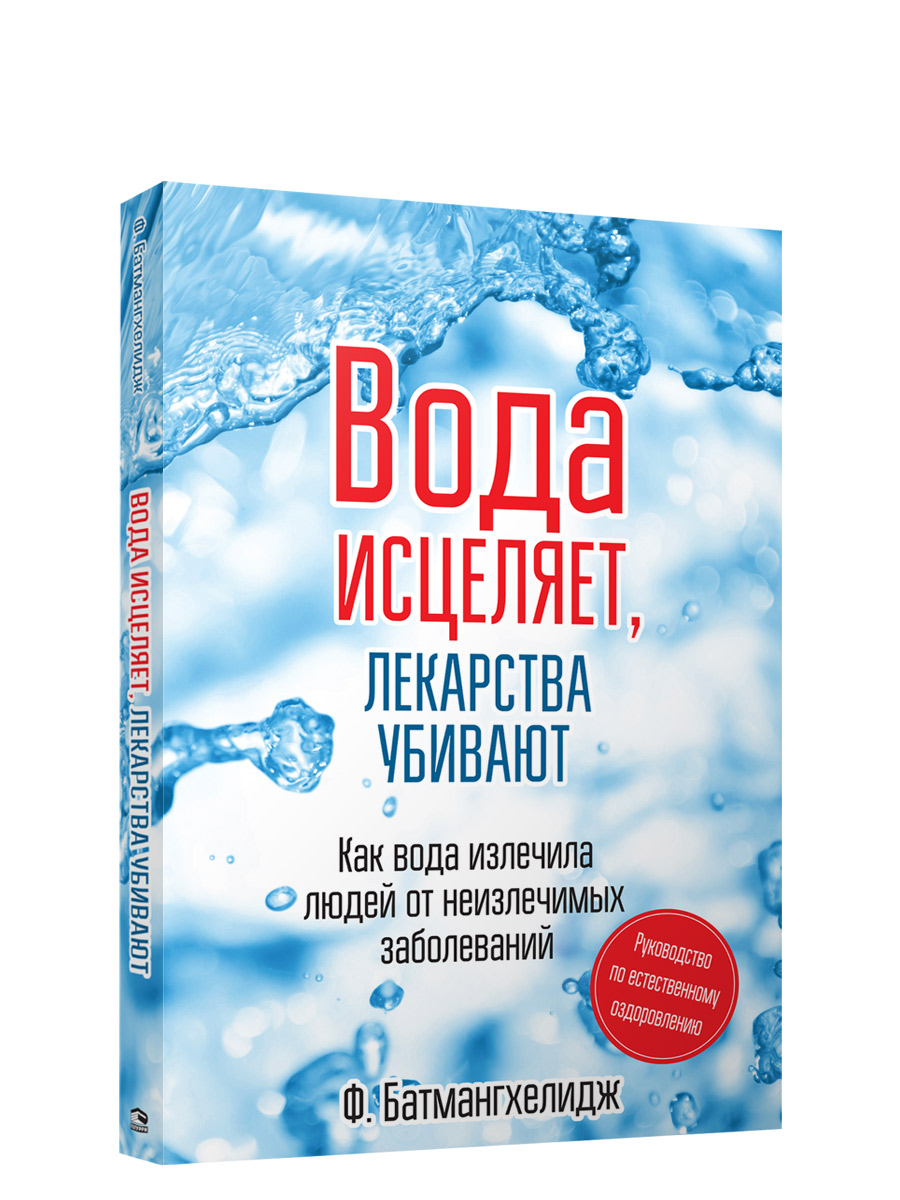 Ф. Батмангхелидж
ВОДА ИСЦЕЛЯЕТ, ЛЕКАРСТВА УБИВАЮТ
Вода
ИСЦЕЛЯЕТ,
ЛЕКАРСТВА
УБИВАЮТ
Как вода излечила
людей от неизлечимых
заболеваний
Руководство
по естественному
оздоровлению
Ф. Батмангхелидж